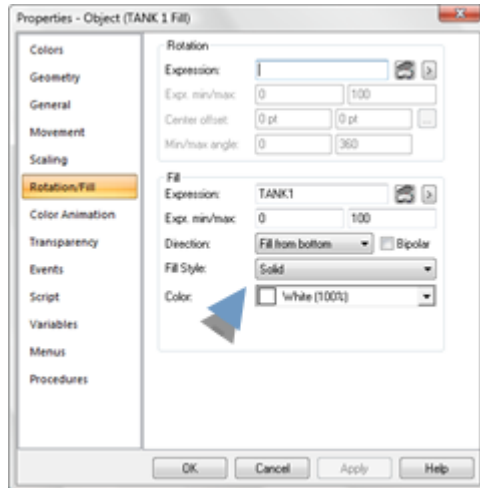 Properties - Object (TANK 1 Fill)
Colors
Geometry
General
Movement
Scaling
Rotation/Fill
Color Animation
Transparency
Events
Script
Variables
Menus
Procedures
Rotation
Expression:
Expr. min/max: 0 100
Center offset: 0 pt 0 pt ...
Min/max angle: 0 360
Fill
Expression: TANK1
Expr. min/max: 0 100
Direction: Fill from bottom Bipolar
Fill Style: Solid
Color: White (100%)
OK Cancel Apply Help